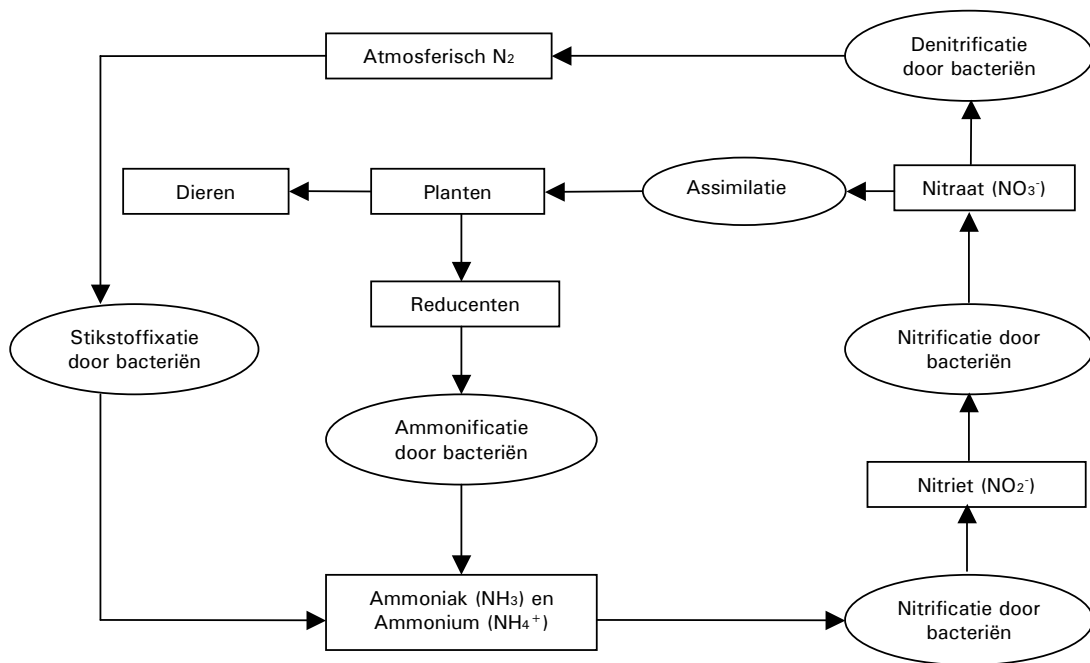 Atmosferisch N₂
Denitrificatie
door bacteriën
Dieren
Planten
Assimilatie
Nitraat (NO₃⁻)
Reducenten
Stikstoffixatie
door bacteriën
Nitrificatie door
bacteriën
Ammonificatie
door bacteriën
Nitriet (NO₂⁻)
Ammoniak (NH₃) en
Ammonium (NH₄⁺)
Nitrificatie door
bacteriën